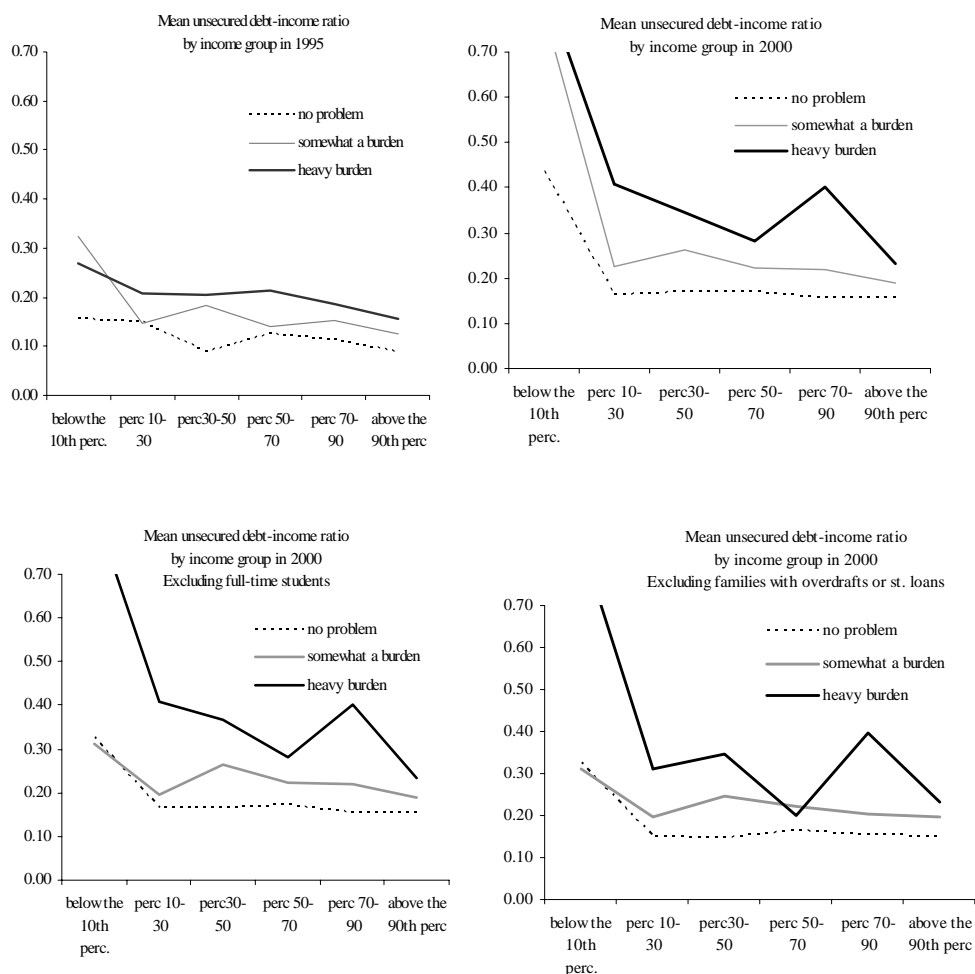 Mean unsecured debt-income ratio
by income group in 1995
0.70
0.60
0.50
0.40
0.30
0.20
0.10
0.00
no problem
somewhat a burden
heavy burden
below the
10th perc.
perc 10-
30
perc30-50
perc 50-
70
perc 70-
90
above the
90th perc
Mean unsecured debt-income ratio
by income group in 2000
0.70
0.60
0.50
0.40
0.30
0.20
0.10
0.00
no problem
somewhat a burden
heavy burden
below the
10th
perc.
perc 10-
30
perc30-
50
perc 50-
70
perc 70-
90
above the
90th perc
Mean unsecured debt-income ratio
by income group in 2000
Excluding full-time students
0.70
0.60
0.50
0.40
0.30
0.20
0.10
0.00
no problem
somewhat a burden
heavy burden
below the
10th
perc.
perc 10-
30
perc30-
50
perc 50-
70
perc 70-
90
above the
90th perc
Mean unsecured debt-income ratio
by income group in 2000
Excluding families with overdrafts or st. loans
0.70
0.60
0.50
0.40
0.30
0.20
0.10
0.00
no problem
somewhat a burden
heavy burden
below the
10th
perc.
perc 10-
30
perc30-
50
perc 50-
70
perc 70-
90
above the
90th perc